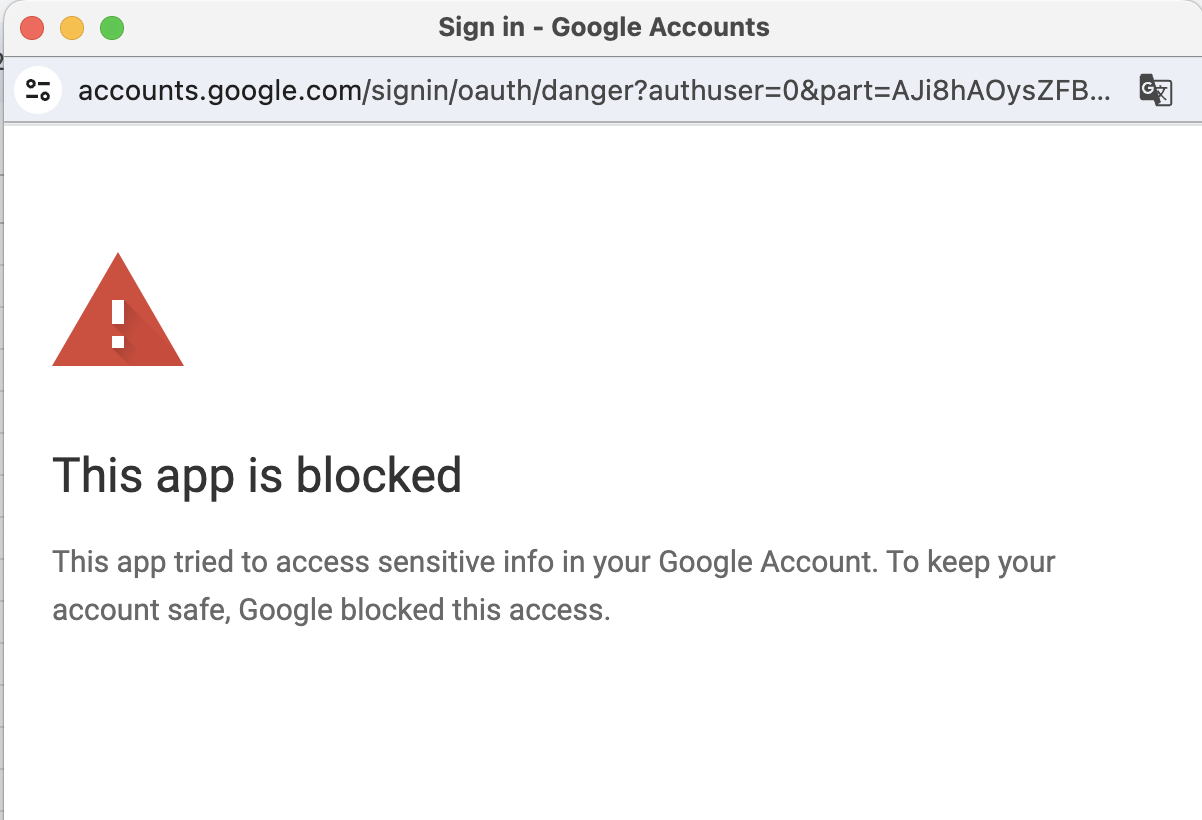 Sign in - Google Accounts
accounts.google.com/signin/oauth/danger?authuser=0&part=AJi8hAOysZFB...
This app is blocked
This app tried to access sensitive info in your Google Account. To keep your
account safe, Google blocked this access.